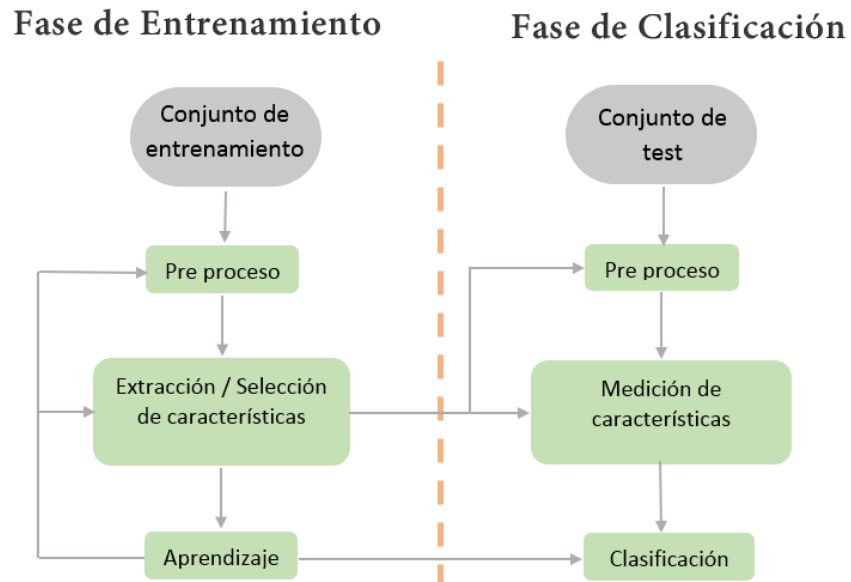 Fase de Entrenamiento
Conjunto de
entrenamiento
Pre proceso
Extracción / Selección
de características
Aprendizaje
Fase de Clasificación
Conjunto de
test
Pre proceso
Medición de
características
Clasificación